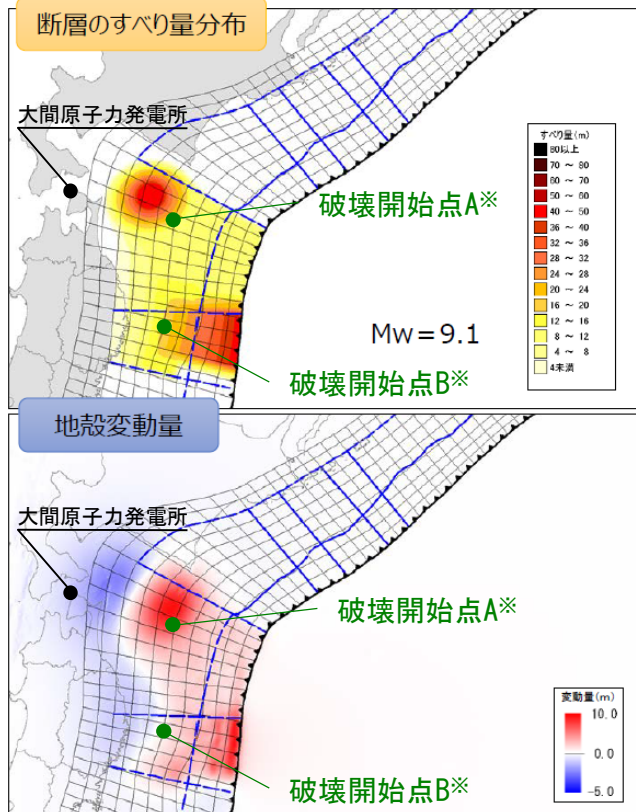 断層のすべり量分布
大間原子力発電所
破壊開始点A※
Mw=9.1
破壊開始点B※
すべり量(m)
80以上
70 ~ 80
60 ~ 70
50 ~ 60
40 ~ 50
36 ~ 40
32 ~ 36
28 ~ 32
24 ~ 28
20 ~ 24
16 ~ 20
12 ~ 16
8 ~ 12
4 ~ 8
4未満
地殻変動量
大間原子力発電所
破壊開始点A※
破壊開始点B※
変動量(m)
10.0
0.0
-5.0